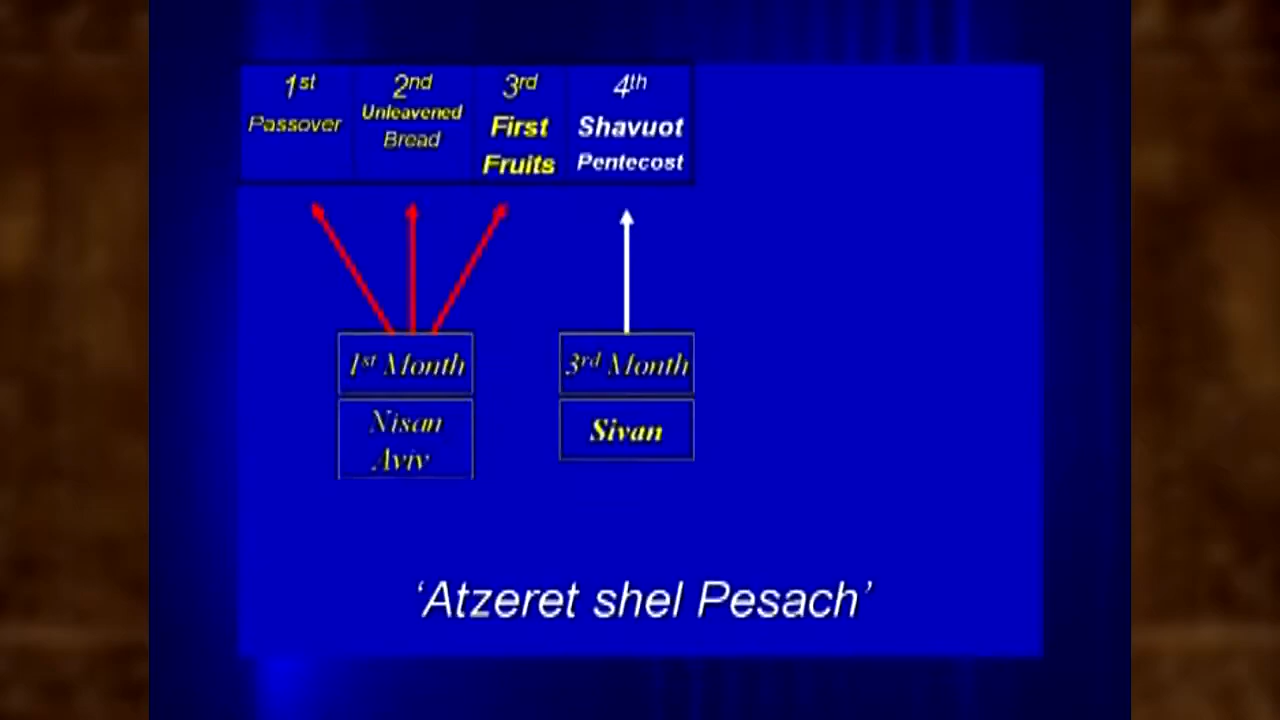 1st
Passover
2nd
Unleavened
Bread
3rd
First
Fruits
4th
Shavuot
Pentecost
1st Month
Nisan
Aviv
3rd Month
Sivan
‘Atzeret shel Pesach’